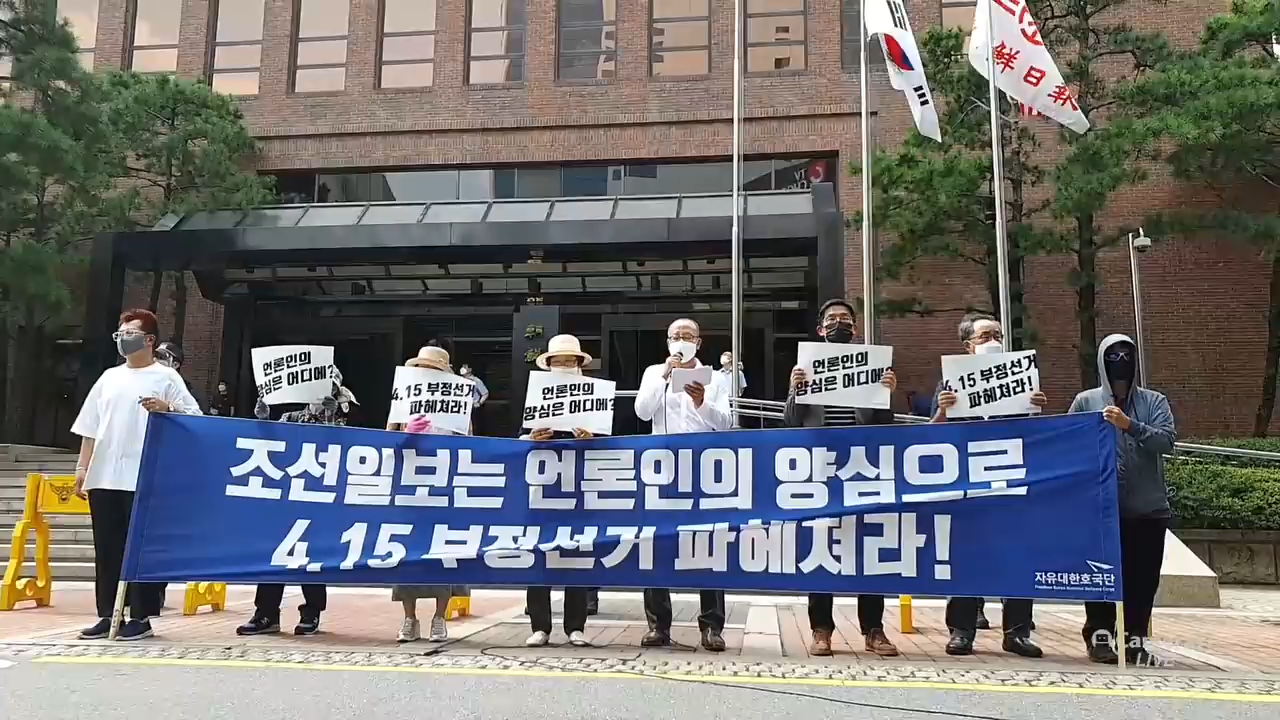 鮮日新
언론인의
양심은 어디에?
4.15 부정선거
파헤쳐라!
언론인의
양심은 어디에?
언론인의
양심은 어디에
4.15 부정선거
파헤쳐라!
조선일보는 언론인의 양심으로
4.15 부정선거 파헤쳐라!
자유대한호국단
LIVE